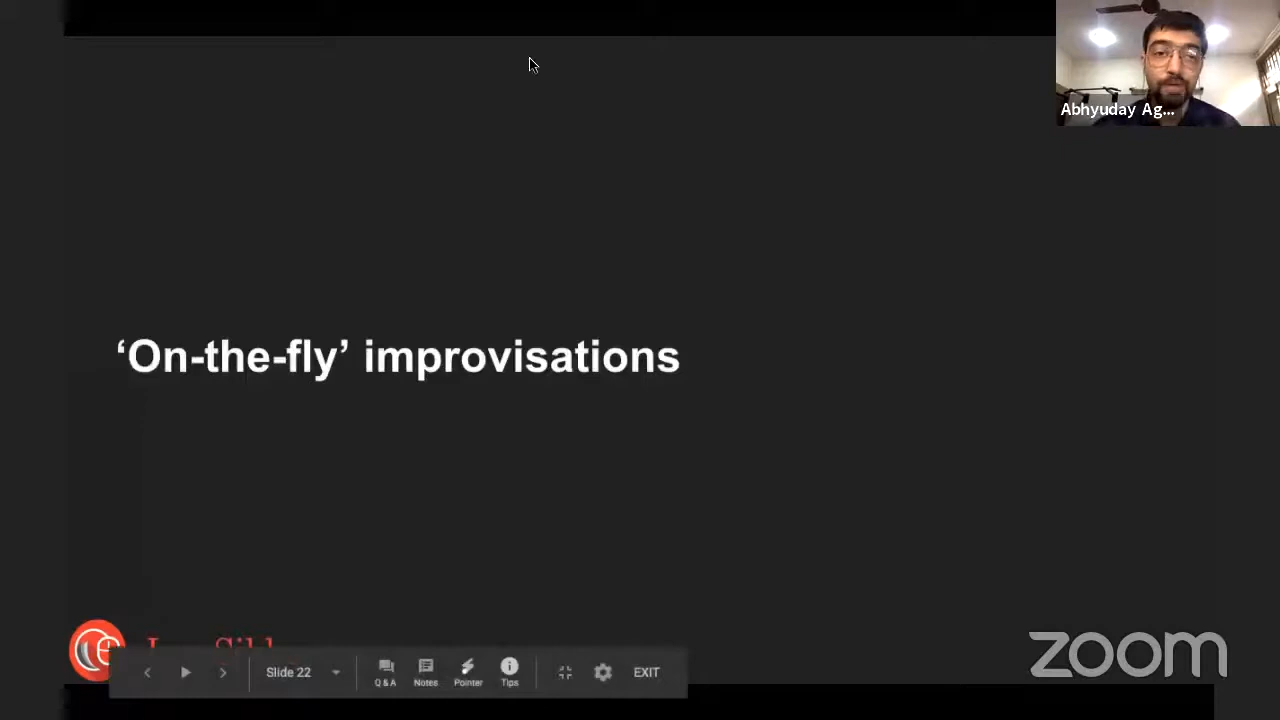 Abhyuday Ag...
‘On-the-fly’ improvisations
Slide 22
Q & A
Notes
Pointer
Tips
EXIT
zoom